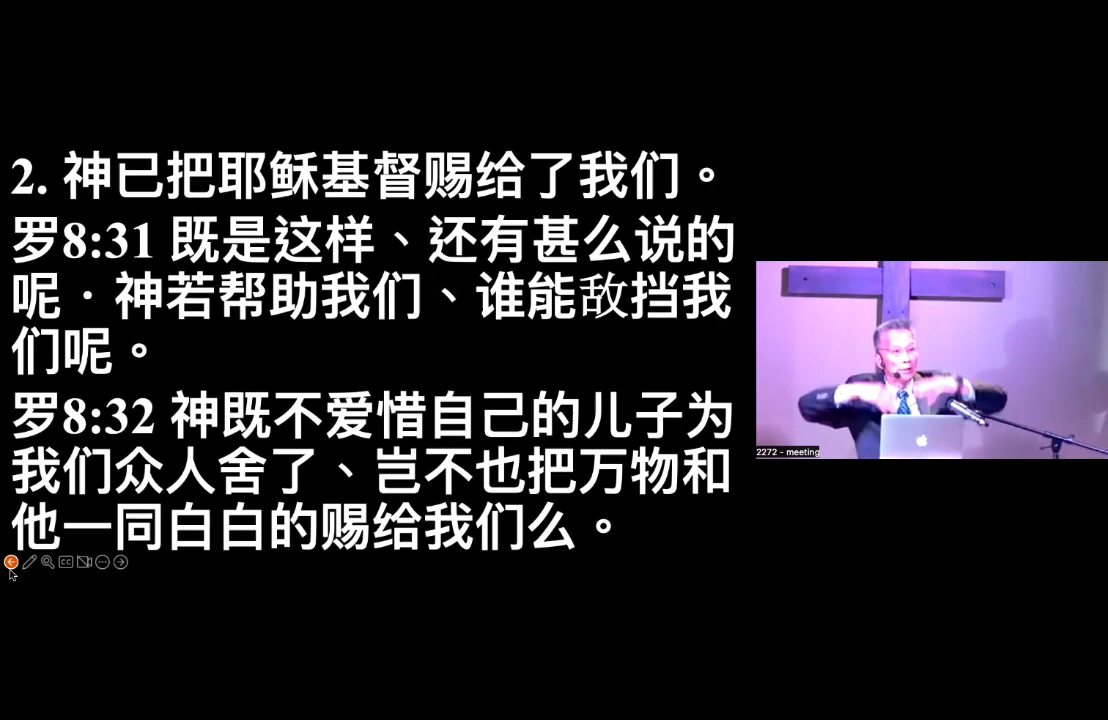 2. 神已把耶稣基督赐给了我们。
罗8:31 既是这样、还有甚么说的
呢．神若帮助我们、谁能敌挡我
们呢。
罗8:32 神既不爱惜自己的儿子为
我们众人舍了、岂不也把万物和
他一同白白的赐给我们么。
CC
2272 - meeting